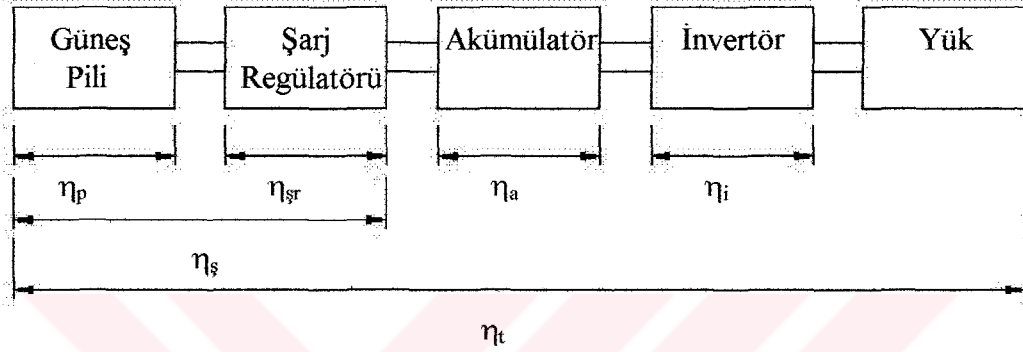 Güneş Pili
Şarj Regülatörü
Akümülatör
İnvertör
Yük
ηp
ηşr
ηa
ηi
ηş
ηt